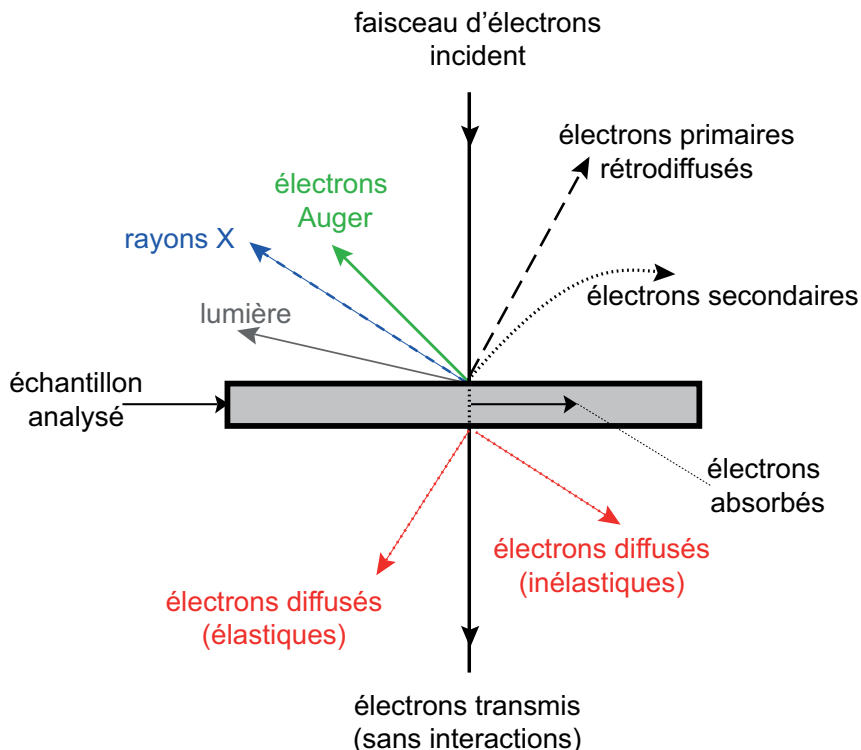 faisceau d'électrons
incident
électrons primaires
rétrodiffusés
électrons
Auger
rayons X
électrons secondaires
lumière
échantillon
analysé
électrons
absorbés
électrons diffusés
(inélastiques)
électrons diffusés
(élastiques)
électrons transmis
(sans interactions)